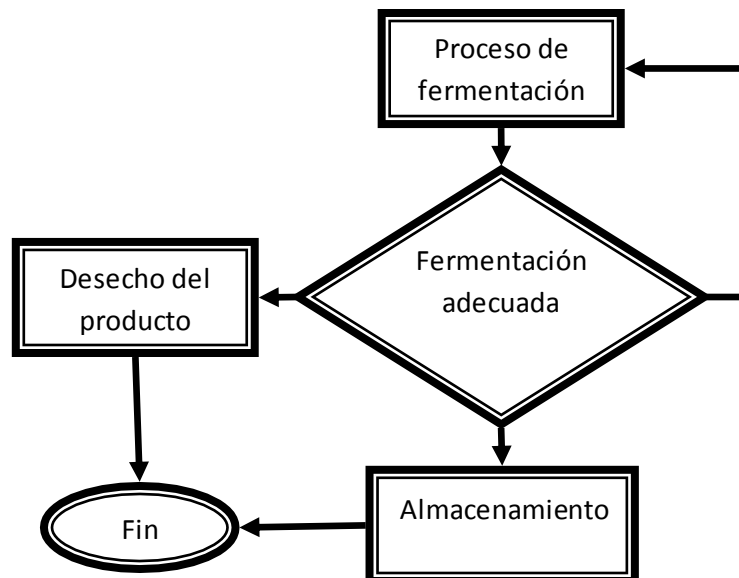 Proceso de
fermentación
Fermentación
adecuada
Desecho del
producto
Almacenamiento
Fin